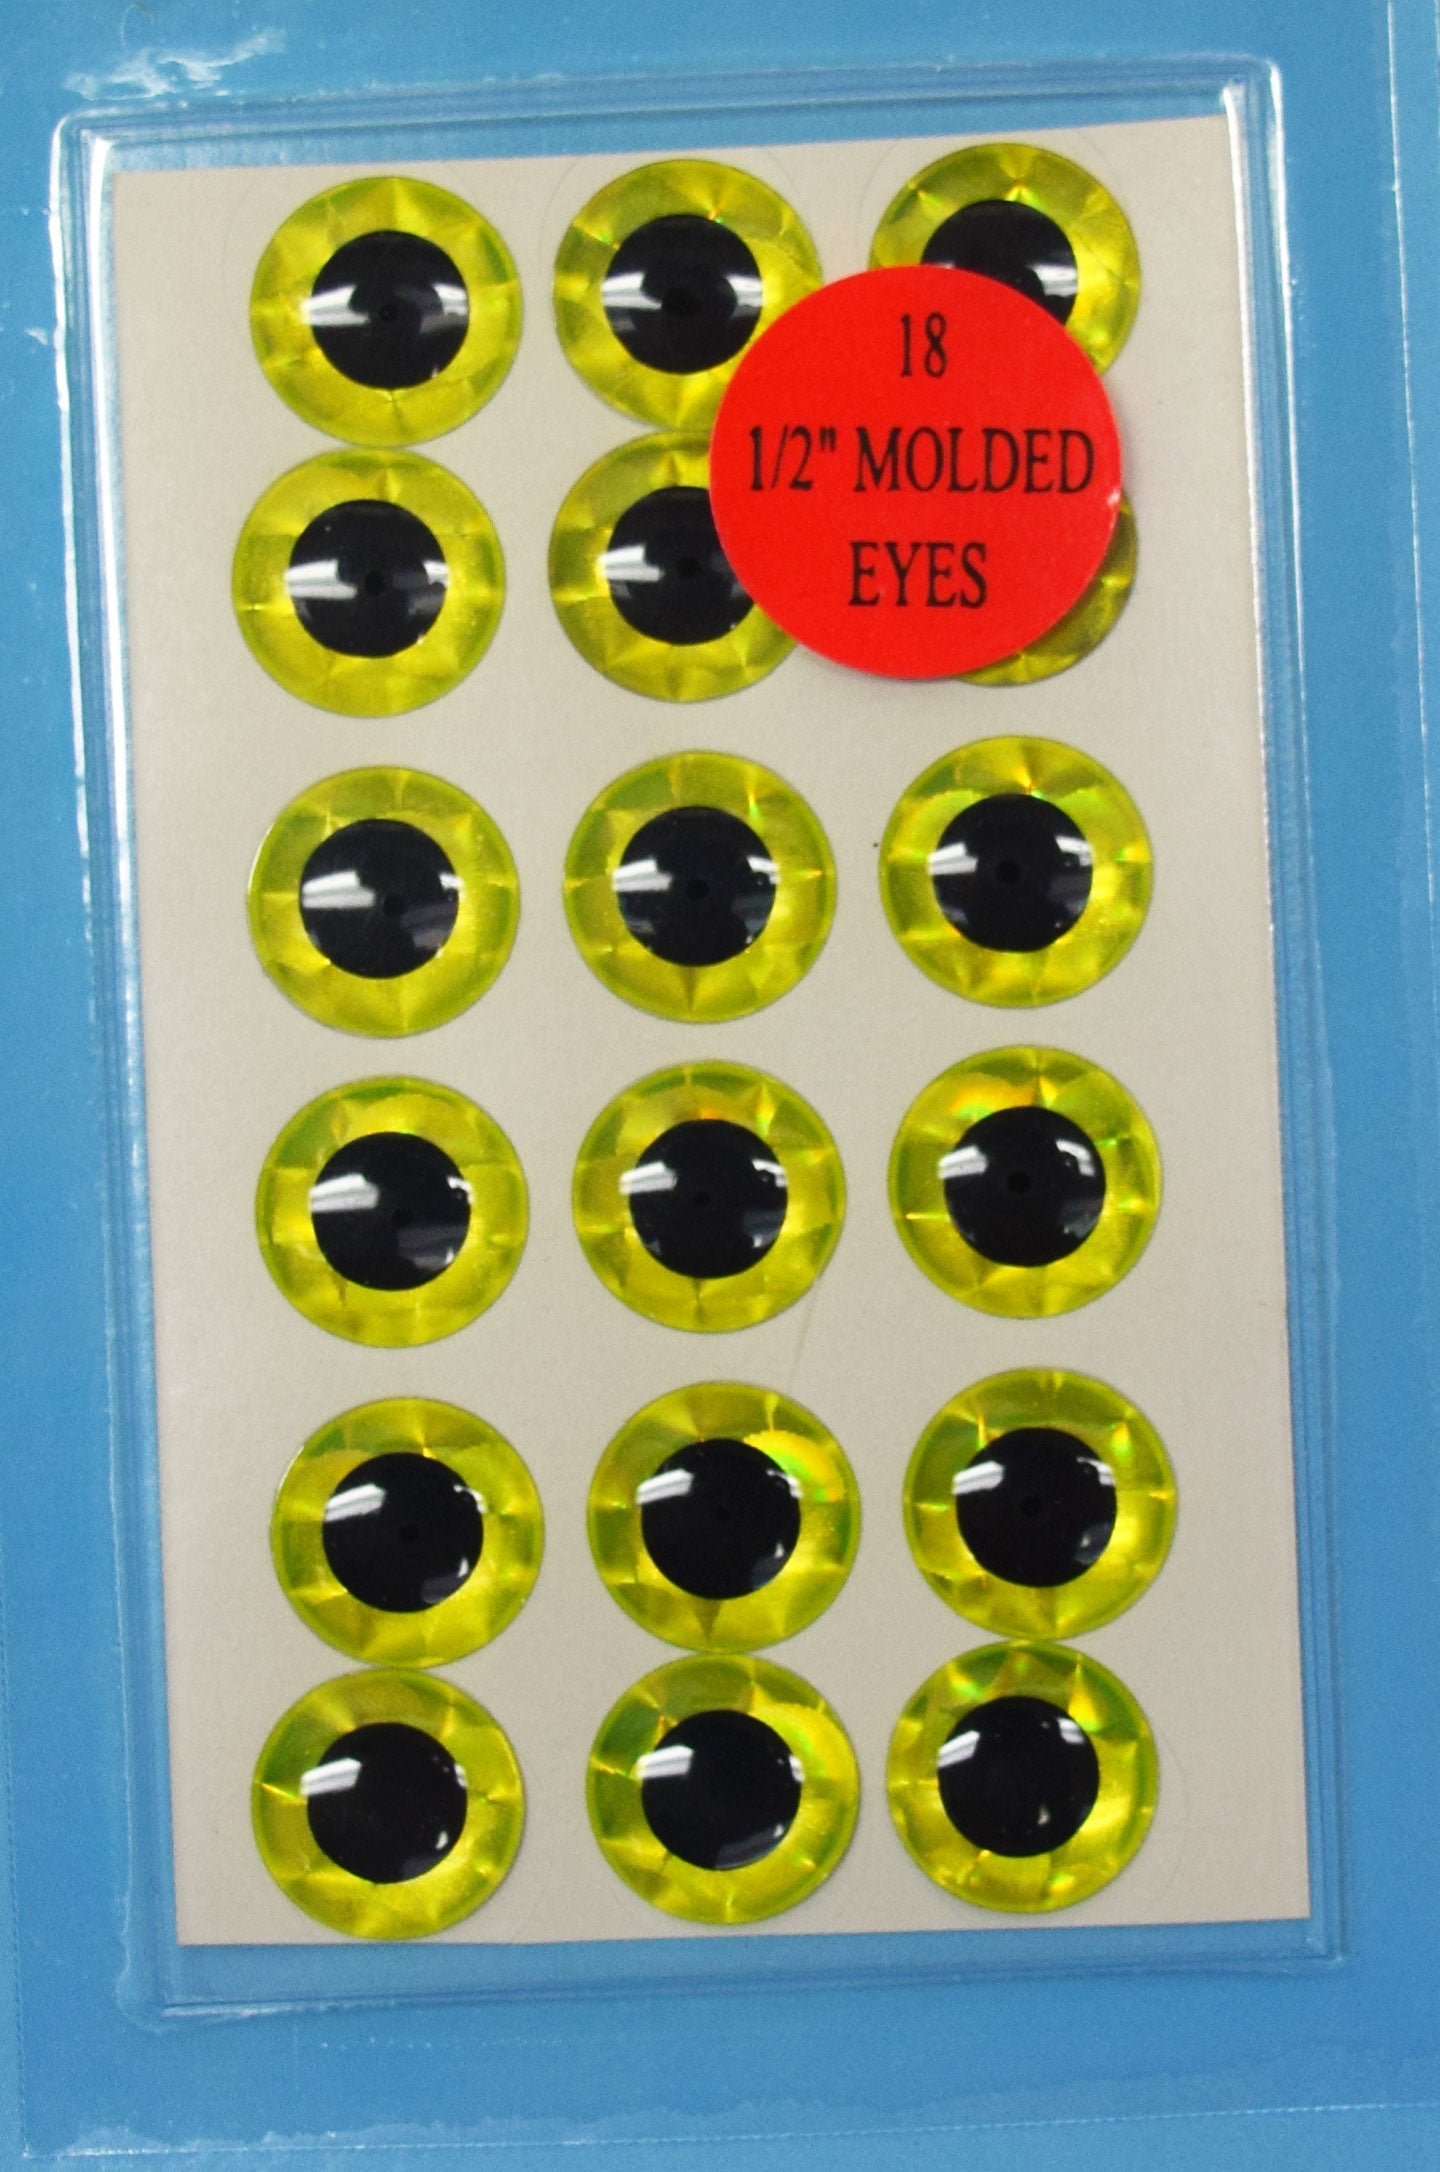 18
1/2" MOLDED
EYES